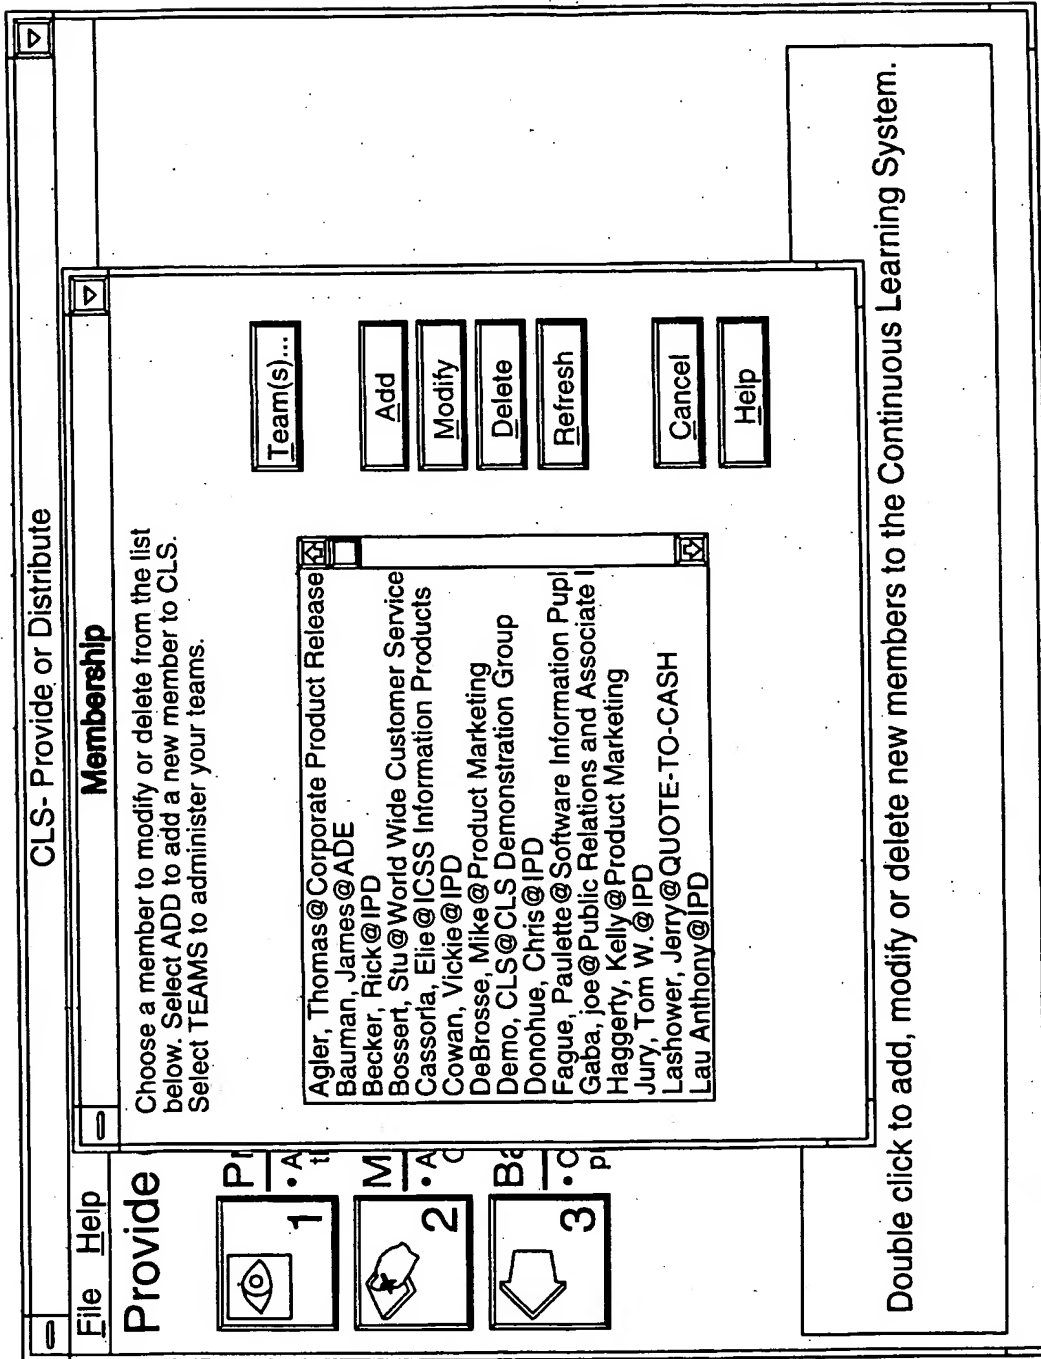 CLS- Provide or Distribute
File Help
Provide
1
2
3
Membership
Choose a member to modify or delete from the list
below. Select ADD to add a new member to CLS.
Select TEAMS to administer your teams.
Agler, Thomas@Corporate Product Release
Bauman, James@ADE
Becker, Rick@IPD
Bossert, Stu@World Wide Customer Service
Cassoria, Elie@ICSS Information Products
Cowan, Vickie@IPD
DeBrosse, Mike@Product Marketing
Demo, CLS@CLS Demonstration Group
Donohue, Chris@IPD
Fague, Paulette@Software Information Pupl
Gaba, joe@Public Relations and Associate I
Haggerty, Kelly@Product Marketing
Jury, Tom W.@IPD
Lashower, Jerry@QUOTE-TO-CASH
Lau Anthony@IPD
Team(s)...
Add
Modify
Delete
Refresh
Cancel
Help
Double click to add, modify or delete new members to the Continuous Learning System.